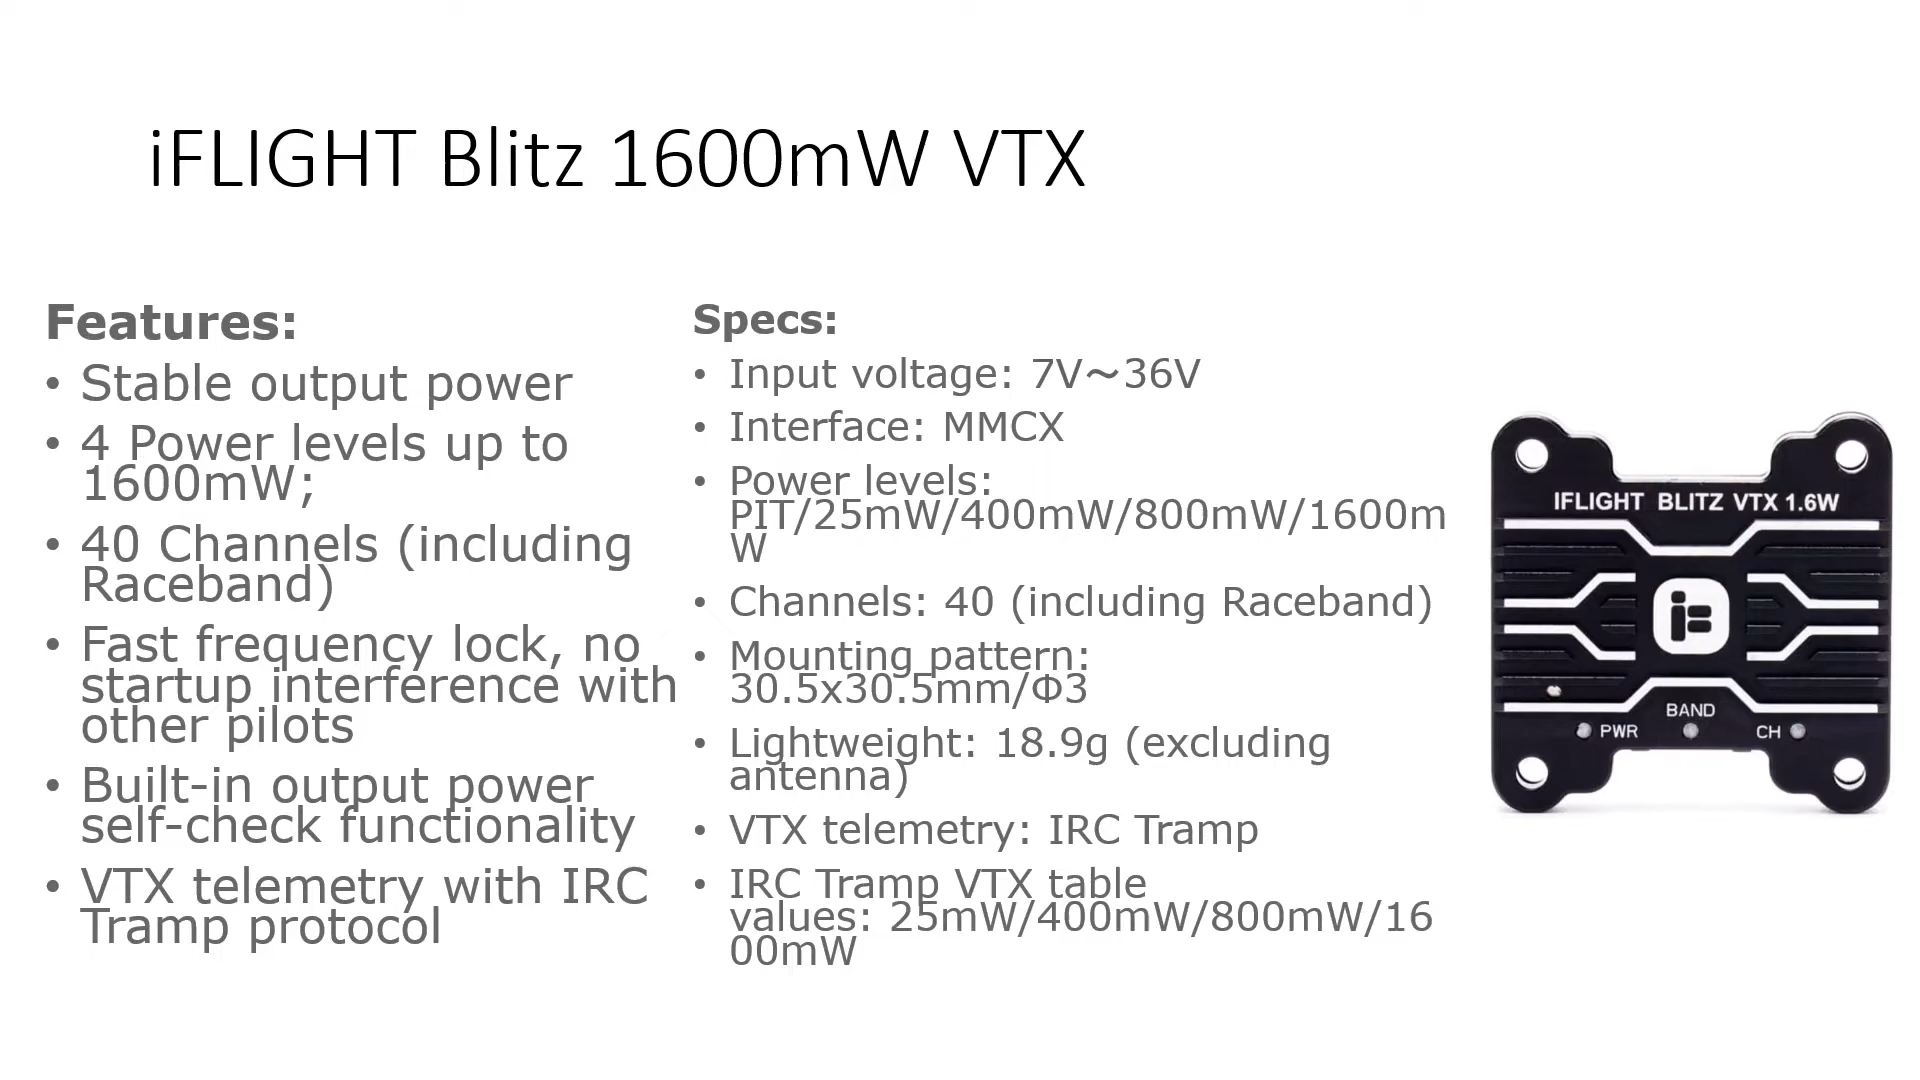 iFLIGHT Blitz 1600mW VTX
Features:
• Stable output power
• 4 Power levels up to
1600mW;
• 40 Channels (including
Raceband)
• Fast frequency lock, no
startup interference with
other pilots
• Built-in output power
self-check functionality
• VTX telemetry with IRC
Tramp protocol
Specs:
• Input voltage: 7V～36V
• Interface: MMCX
• Power levels:
PIT/25mW/400mW/800mW/1600m
W
• Channels: 40 (including Raceband)
• Mounting pattern:
30.5x30.5mm/Φ3
• Lightweight: 18.9g (excluding
antenna)
• VTX telemetry: IRC Tramp
• IRC Tramp VTX table
values: 25mW/400mW/800mW/16
00mW
IFLIGHT BLITZ VTX 1.6W
BAND
PWR
CH